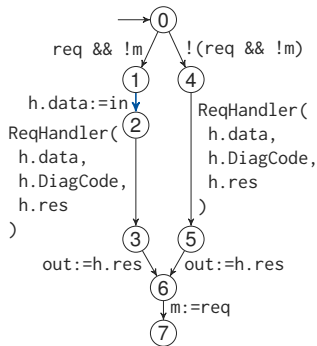 0
req && !m
!(req && !m)
1
4
h.data:=in
2
ReqHandler(
h.data,
h.DiagCode,
h.res
)
ReqHandler(
h.data,
h.DiagCode,
h.res
)
3
5
out:=h.res
out:=h.res
6
m:=req
7